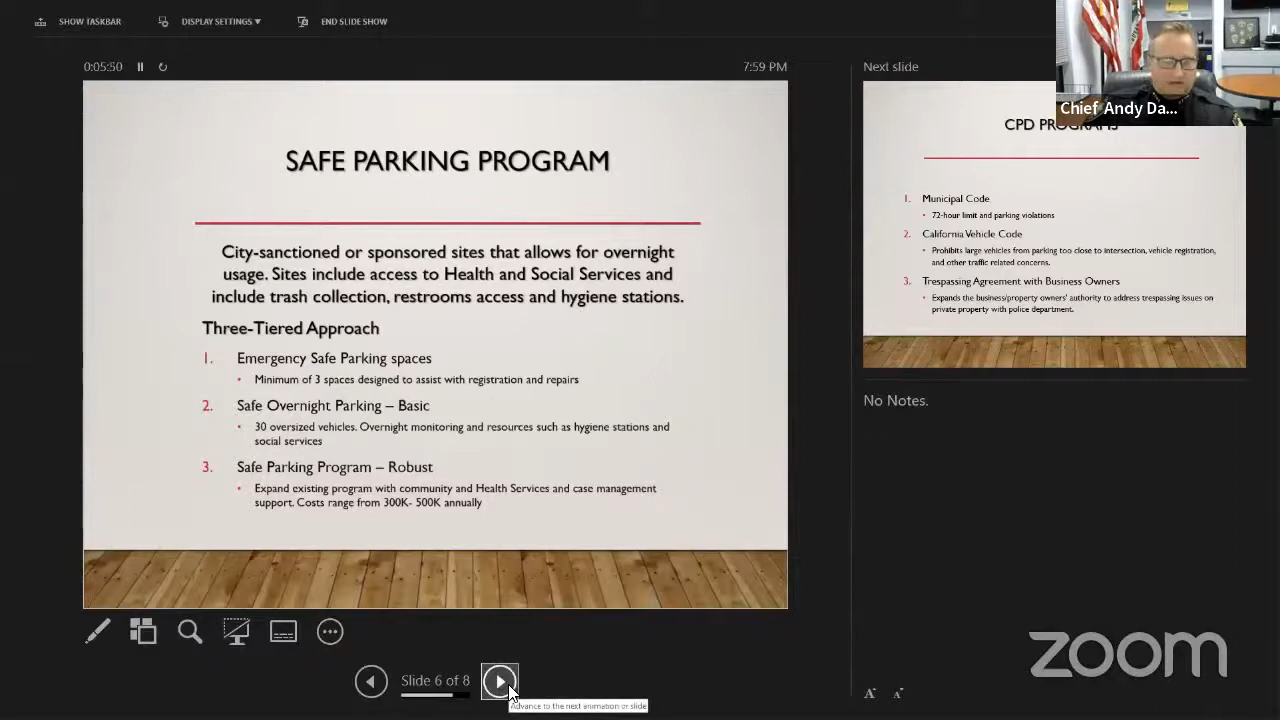 SHOW TASKBAR
DISPLAY SETTINGS ▾
END SLIDE SHOW
0:05:50
7:59 PM
SAFE PARKING PROGRAM
City-sanctioned or sponsored sites that allows for overnight
usage. Sites include access to Health and Social Services and
include trash collection, restrooms access and hygiene stations.
Three-Tiered Approach
1. Emergency Safe Parking spaces
• Minimum of 3 spaces designed to assist with registration and repairs
2. Safe Overnight Parking – Basic
• 30 oversized vehicles. Overnight monitoring and resources such as hygiene stations and
social services
3. Safe Parking Program – Robust
• Expand existing program with community and Health Services and case management
support. Costs range from 300K- 500K annually
Slide 6 of 8
Advance to the next animation or slide
Next slide
Chief Andy Da...
CPD PROGRAMS
1. Municipal Code
• 72-hour limit and parking violations
2. California Vehicle Code
• Prohibits large vehicles from parking too close to intersection, vehicle registration,
and other traffic related concerns.
3. Trespassing Agreement with Business Owners
• Expands the business/property owners' authority to address trespassing issues on
private property with police department.
No Notes.
zoom
A A